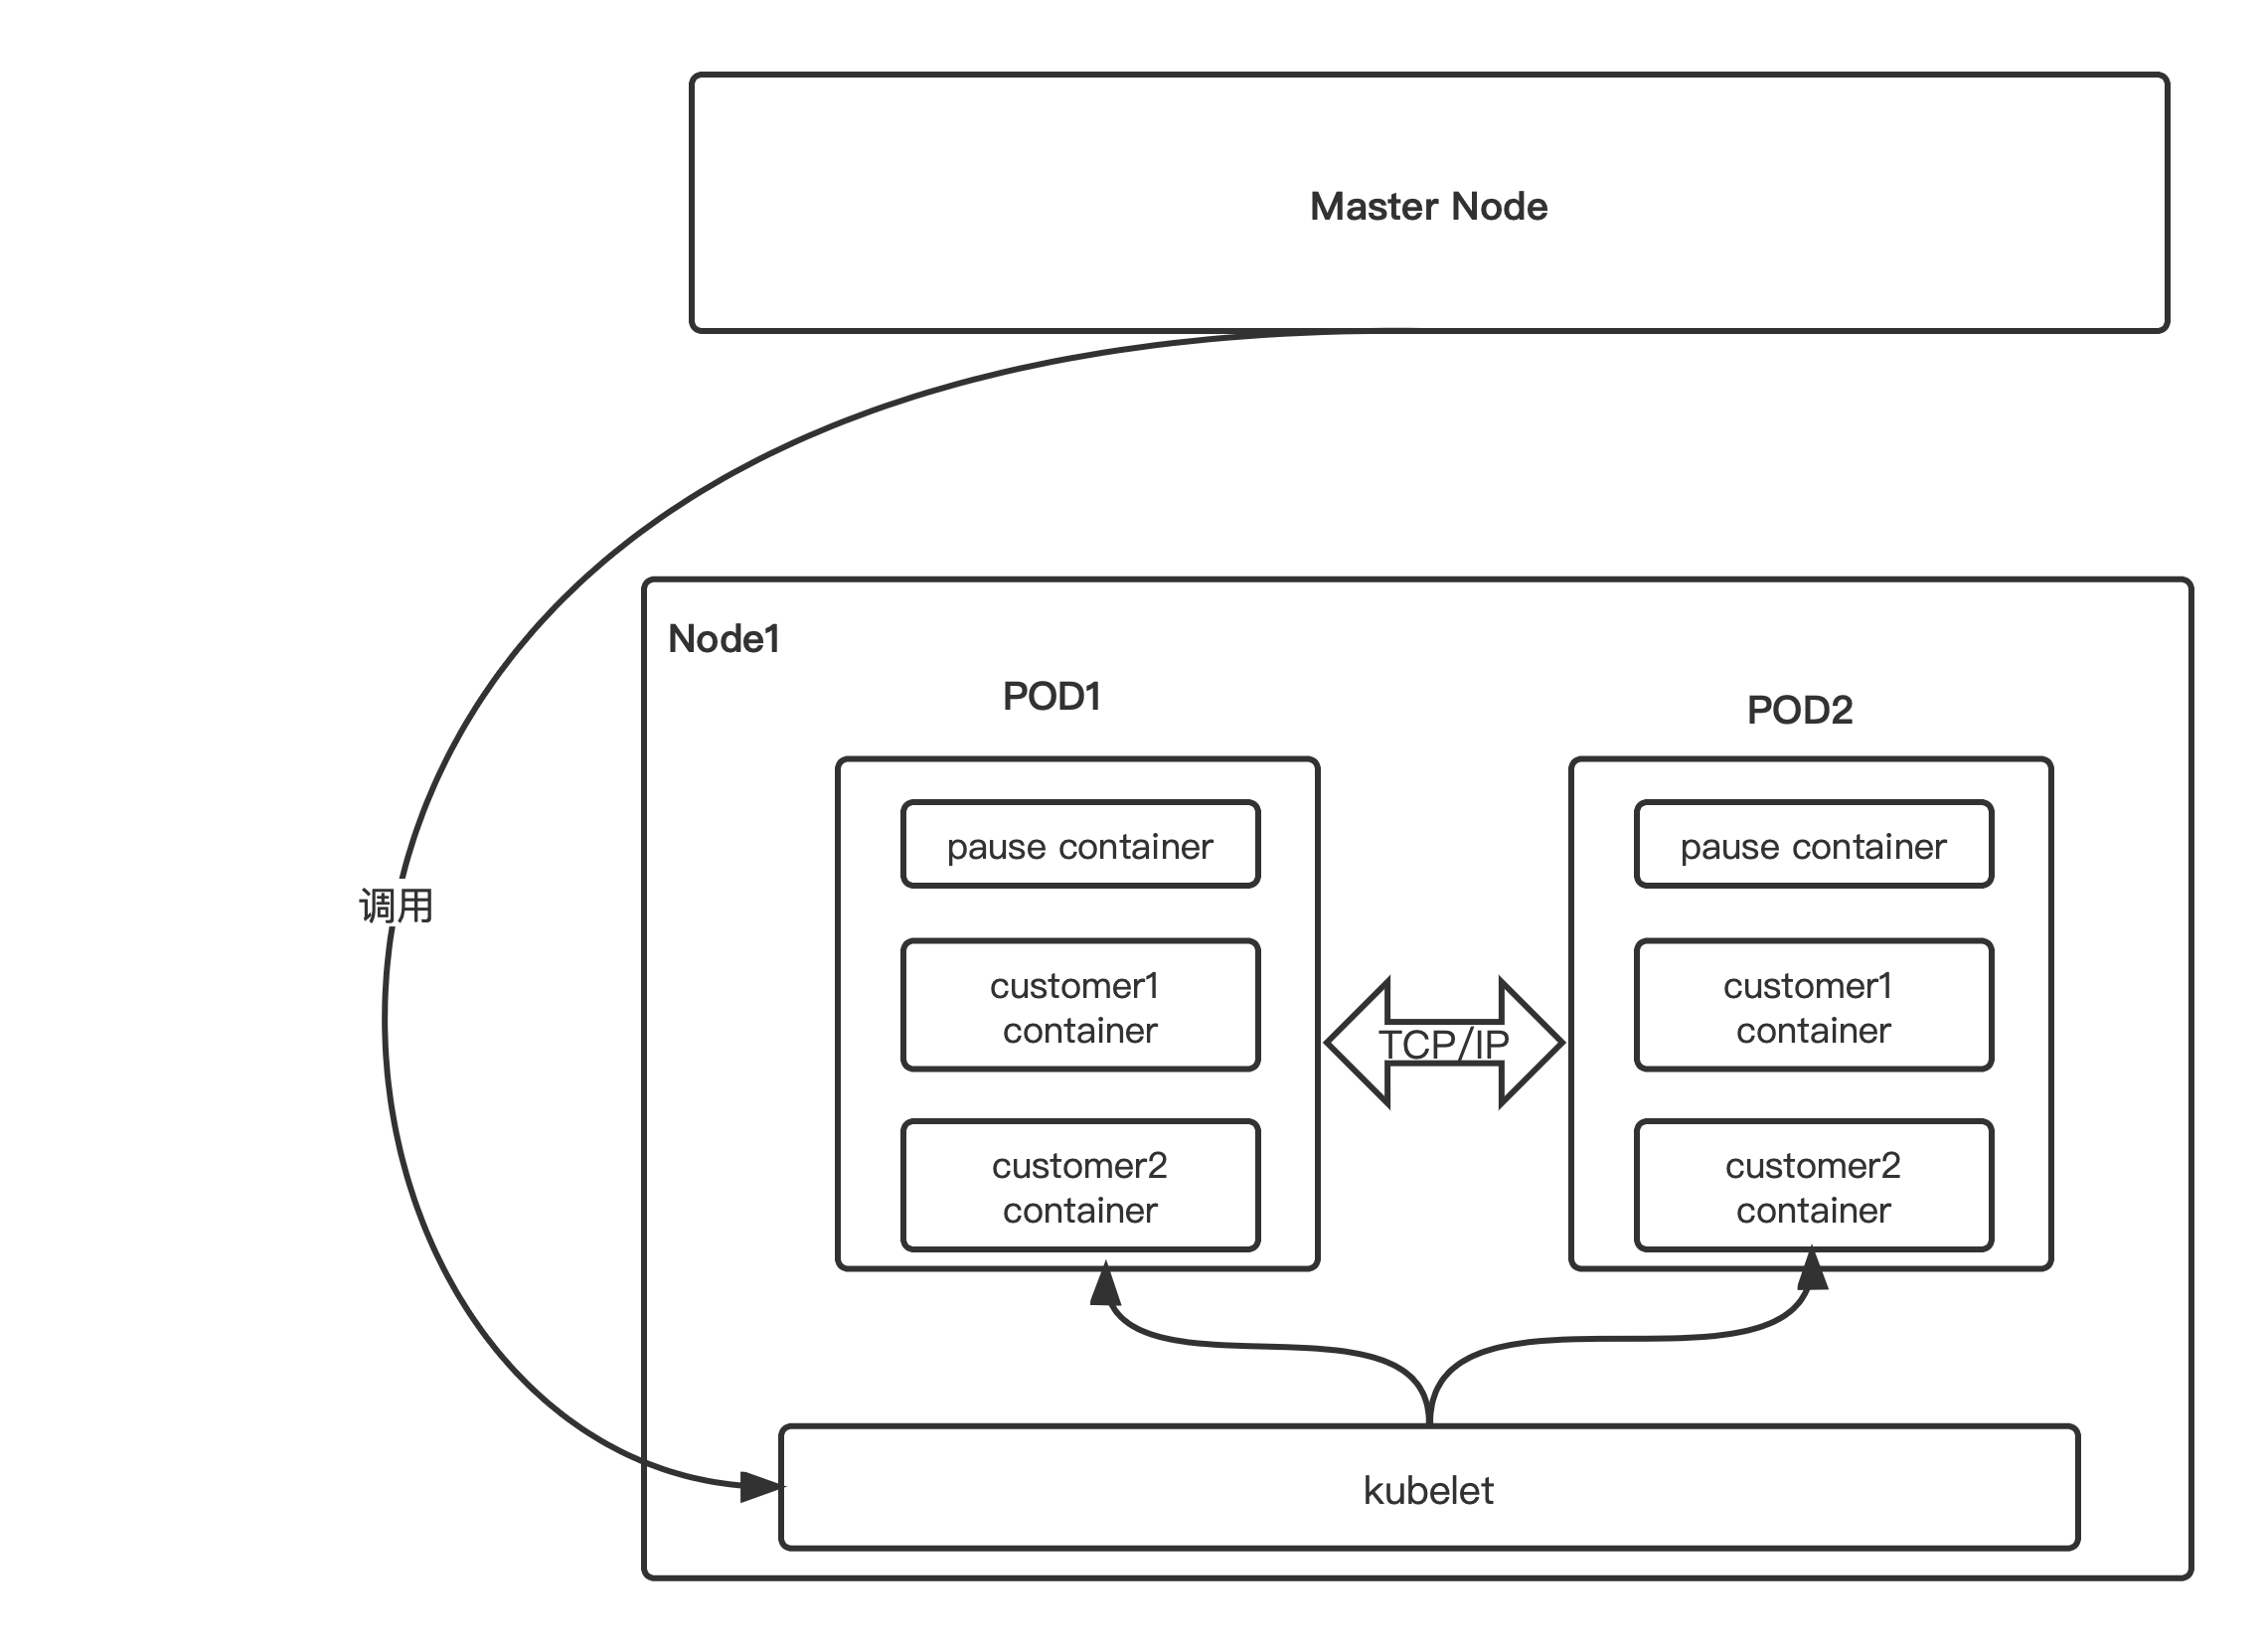 Master Node
Node1
POD1
POD2
pause container
pause container
调用
customer1
container
customer1
container
TCP/IP
customer2
container
customer2
container
kubelet